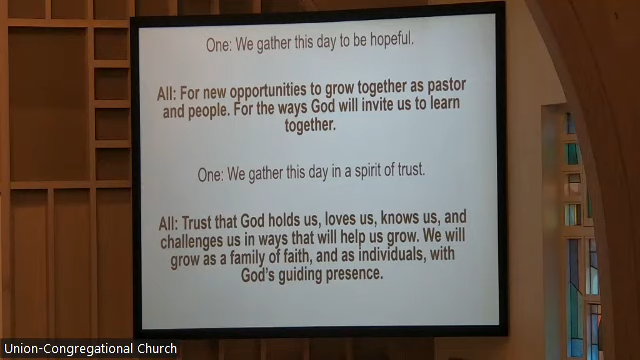 One: We gather this day to be hopeful.
All: For new opportunities to grow together as pastor
and people. For the ways God will invite us to learn
together.
One: We gather this day in a spirit of trust.
All: Trust that God holds us, loves us, knows us, and
challenges us in ways that will help us grow. We will
grow as a family of faith, and as individuals, with
God's guiding presence.
Union-Congregational Church